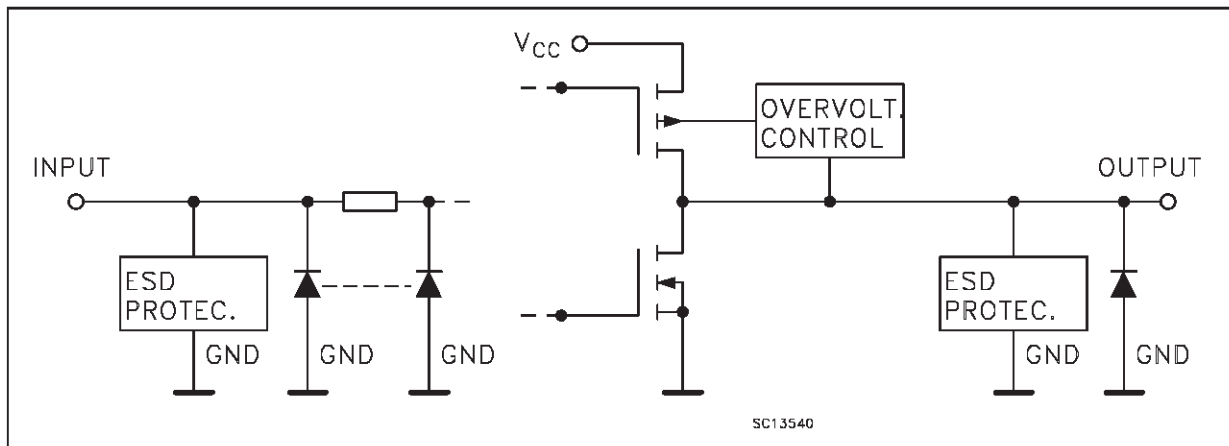 VCC
OVERVOLT.
CONTROL
INPUT
OUTPUT
ESD
PROTEC.
ESD
PROTEC.
GND
GND
GND
GND
GND
SC13540